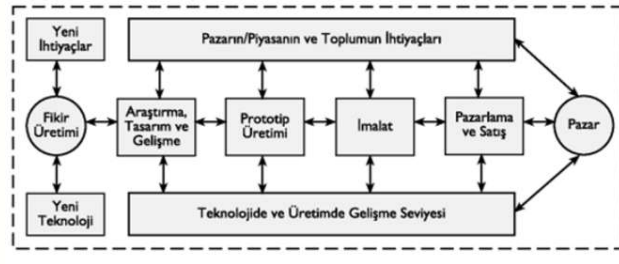 Yeni
İhtiyaçlar
Pazarın/Piyasanın ve Toplumun İhtiyaçları
Fikir
Üretimi
Araştırma,
Tasarım ve
Gelişme
Prototip
Üretimi
İmalat
Pazarlama
ve Satış
Pazar
Yeni
Teknoloji
Teknolojide ve Üretimde Gelişme Seviyesi